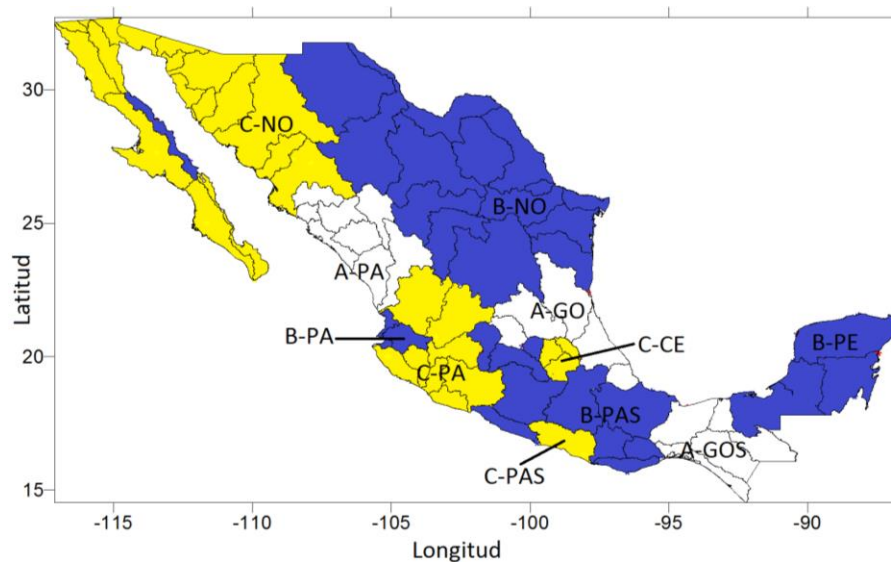 30
C-NO
B-NO
25
A-PA
A-GO
B-PA
C-CE
B-PE
20
C-PA
B-PAS
A-GOS
C-PAS
15
Latitud
-115
-110
-105
-100
-95
-90
Longitud